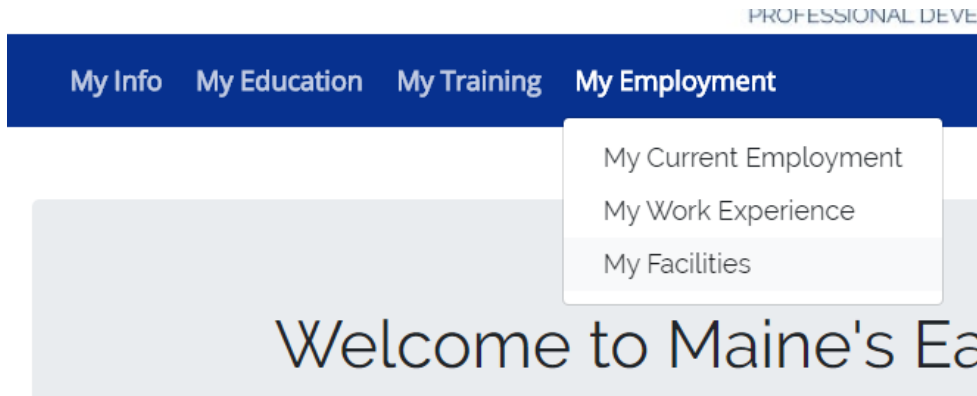 PROFESSIONAL DEVE
My Info My Education My Training My Employment
My Current Employment
My Work Experience
My Facilities
Welcome to Maine's Ea